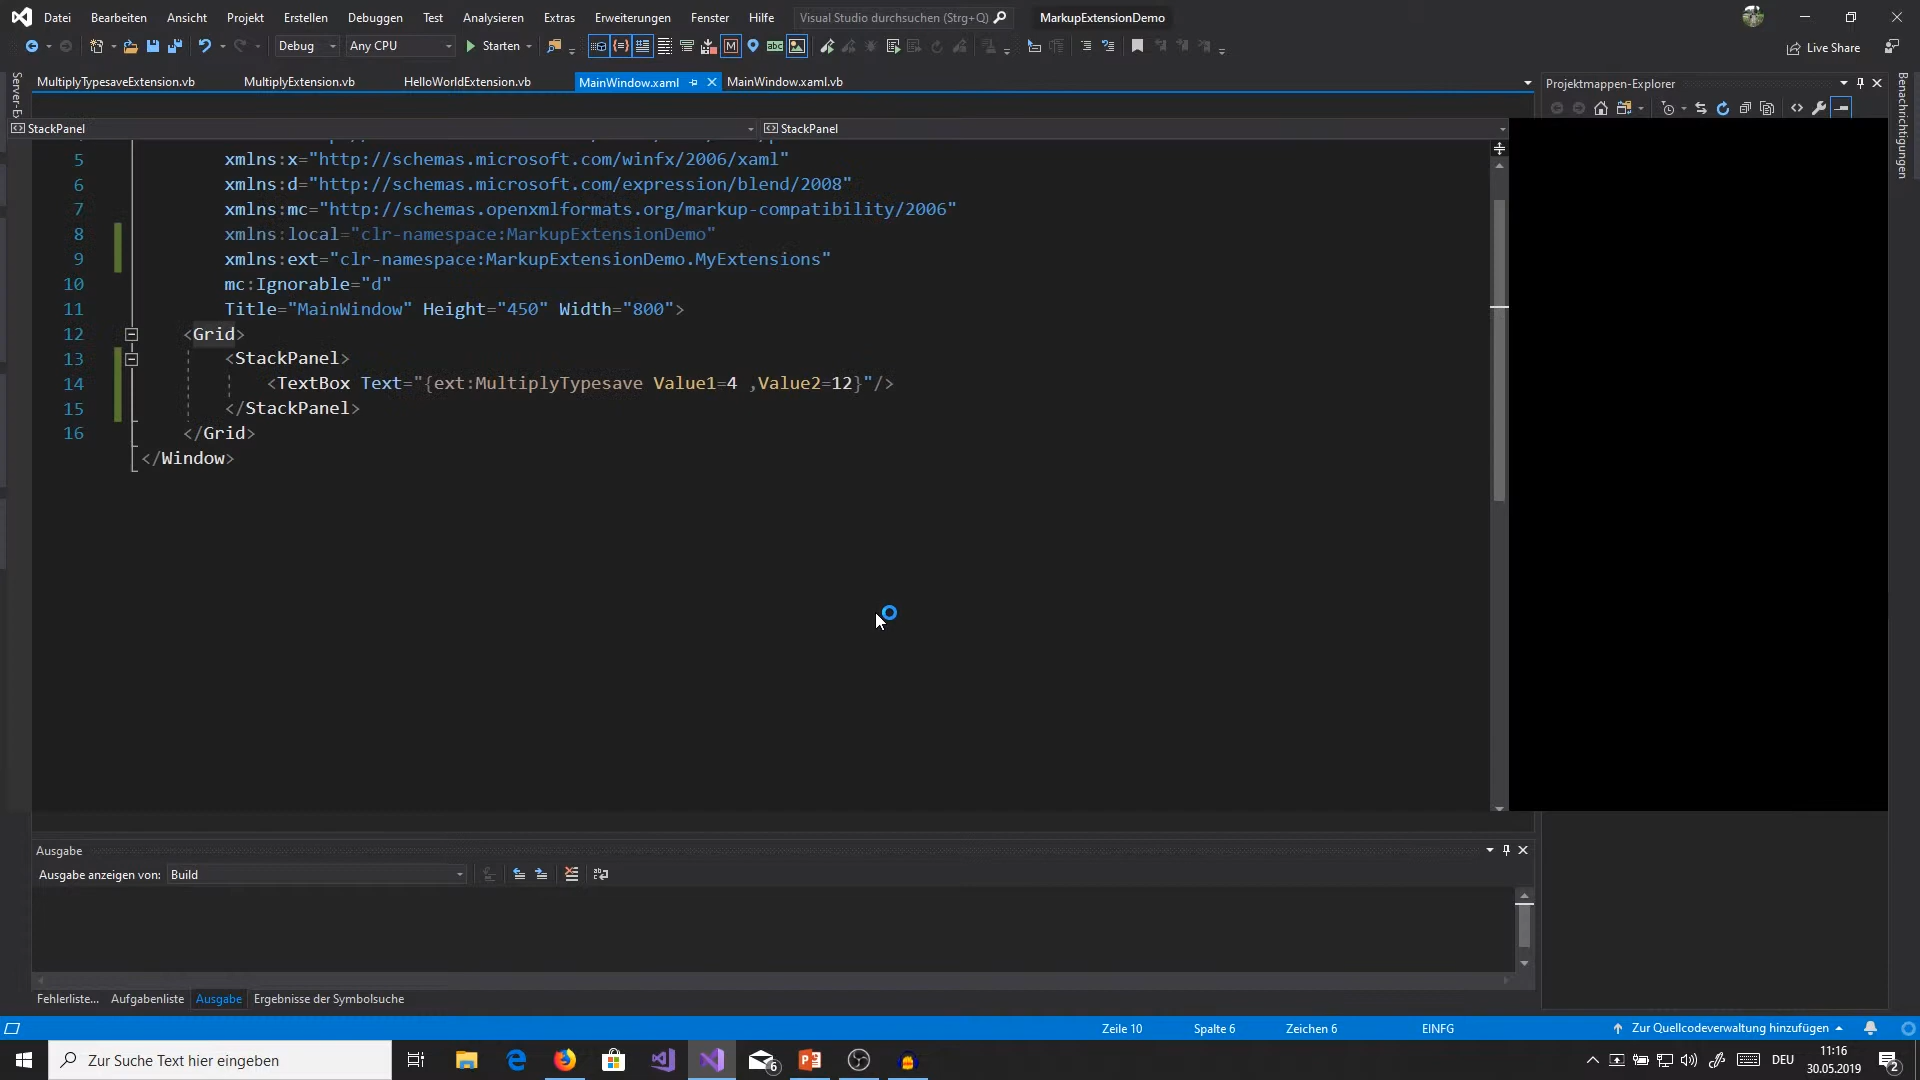 Datei Bearbeiten Ansicht Projekt Erstellen Debuggen Test Analysieren Extras Erweiterungen Fenster Hilfe Visual Studio durchsuchen (Strg+Q) MarkupExtensionDemo
Debug Any CPU Starten Live Share
MultiplyTypesaveExtension.vb MultiplyExtension.vb HelloWorldExtension.vb MainWindow.xaml MainWindow.xaml.vb Projektmappen-Explorer
Benachrichtigungen
StackPanel StackPanel
5 xmlns:x="http://schemas.microsoft.com/winfx/2006/xaml"
6 xmlns:d="http://schemas.microsoft.com/expression/blend/2008"
7 xmlns:mc="http://schemas.openxmlformats.org/markup-compatibility/2006"
8 xmlns:local="clr-namespace:MarkupExtensionDemo"
9 xmlns:ext="clr-namespace:MarkupExtensionDemo.MyExtensions"
10 mc:Ignorable="d"
11 Title="MainWindow" Height="450" Width="800">
12 <Grid>
13 <StackPanel>
14 <TextBox Text="{ext:MultiplyTypesave Value1=4 ,Value2=12}"/>
15 </StackPanel>
16 </Grid>
</Window>
Ausgabe
Ausgabe anzeigen von: Build
Fehlerliste... Aufgabenliste Ausgabe Ergebnisse der Symbolsuche
Zeile 10 Spalte 6 Zeichen 6 EINFG Zur Quellcodeverwaltung hinzufügen
Zur Suche Text hier eingeben 6 DEU 11:16
30.05.2019 2